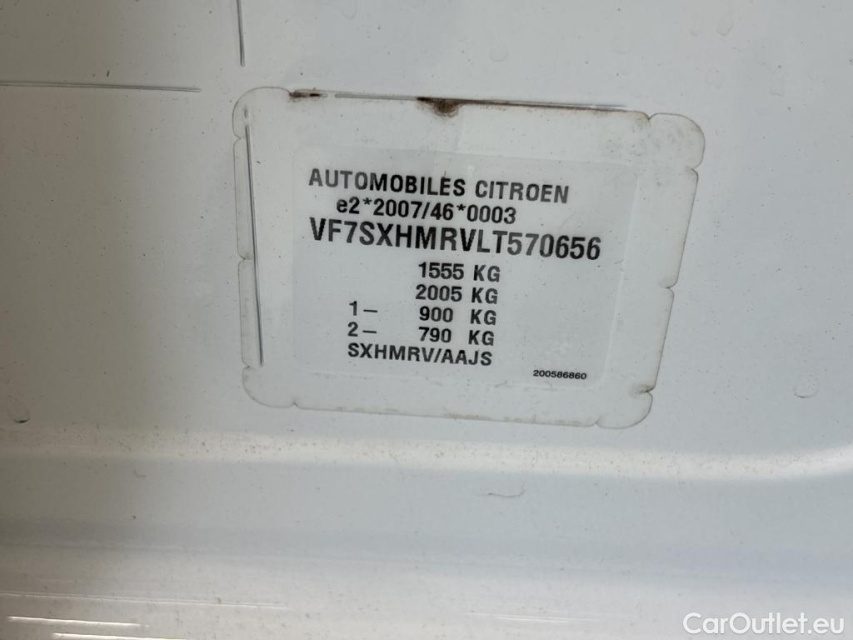 AUTOMOBILES CITROEN
e2*2007/46*0003
VF7SXHMRVLT570656
1555 KG
2005 KG
1– 900 KG
2– 790 KG
SXHMRV/AAJS
200586860
CarOutlet.eu